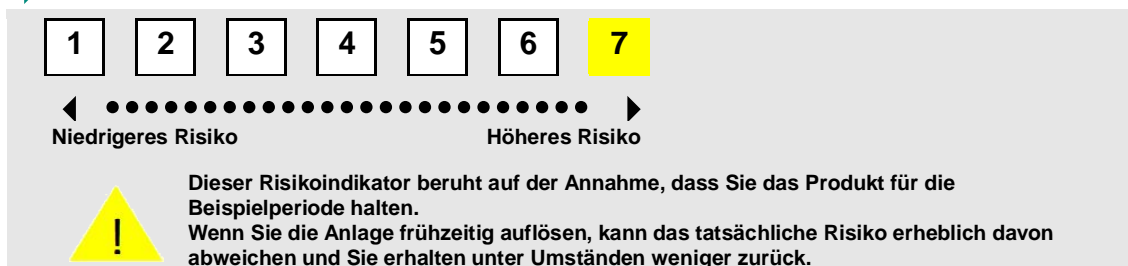 1 2 3 4 5 6 7
Niedrigeres Risiko Höheres Risiko
Dieser Risikoindikator beruht auf der Annahme, dass Sie das Produkt für die
Beispielperiode halten.
! Wenn Sie die Anlage frühzeitig auflösen, kann das tatsächliche Risiko erheblich davon
abweichen und Sie erhalten unter Umständen weniger zurück.